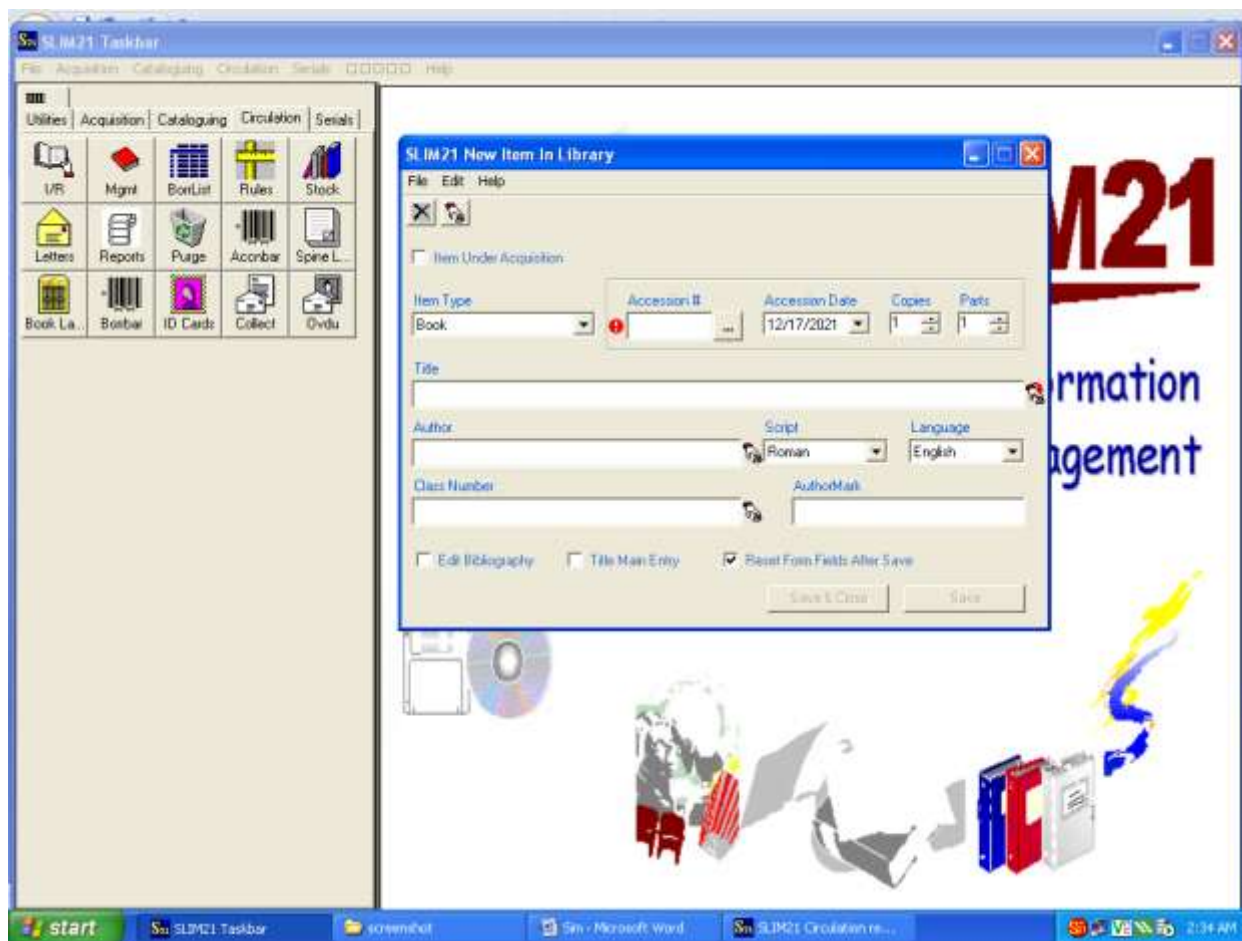 SLIM21 Taskbar
File Acquisition Cataloguing Circulation Serials □□□□□ Help
Utilities Acquisition Cataloguing Circulation Serials
I/R Mgmt BorrList Rules Stock
Letters Reports Purge Accnbar Spine L...
Book La... Borrbar ID Cards Collect Ovdu
M21
SLIM21 New Item In Library
File Edit Help
Item Under Acquisition
Item Type Accession # Accession Date Copies Parts
Book ... 12/17/2021 1 1
Title
rmation
Author Script Language
Roman English
agement
Class Number AuthorMark
Edit Bibliography Title Main Entry Reset Form Fields After Save
Save & Close Save
start SLIM21 Taskbar screenshot Sim - Microsoft Word SLIM21 Circulation re... 2:34 AM